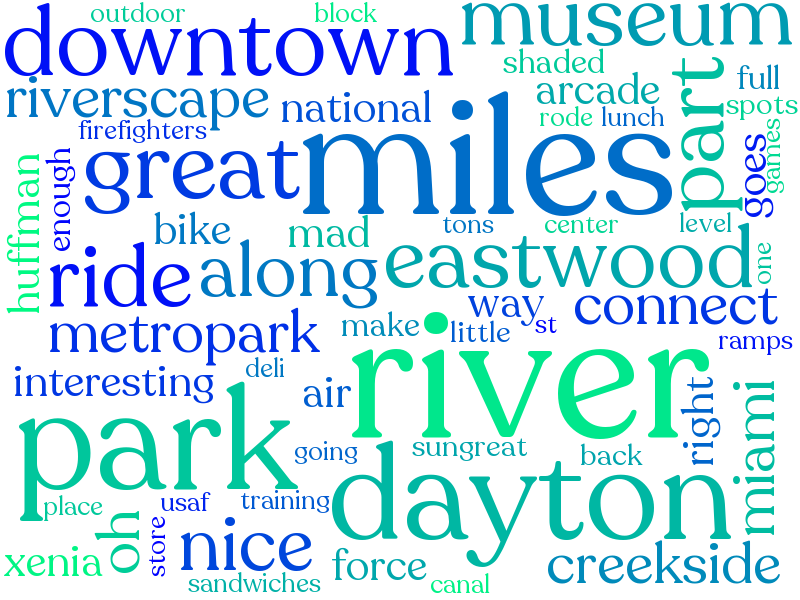 outdoor
block
museum
downtown
shaded
full
riverscape
national
arcade
part
spots
firefighters
rode
lunch
great
miles
games
goes
enough
huffman
bike
mad
tons
center
level
ride
along
eastwood
one
way
connect
metropark
make
little
st
ramps
river
interesting
deli
air
right
miami
park
going
sungreat
back
dayton
place
usaf
training
oh
store
nice
xenia
force
creekside
sandwiches
canal